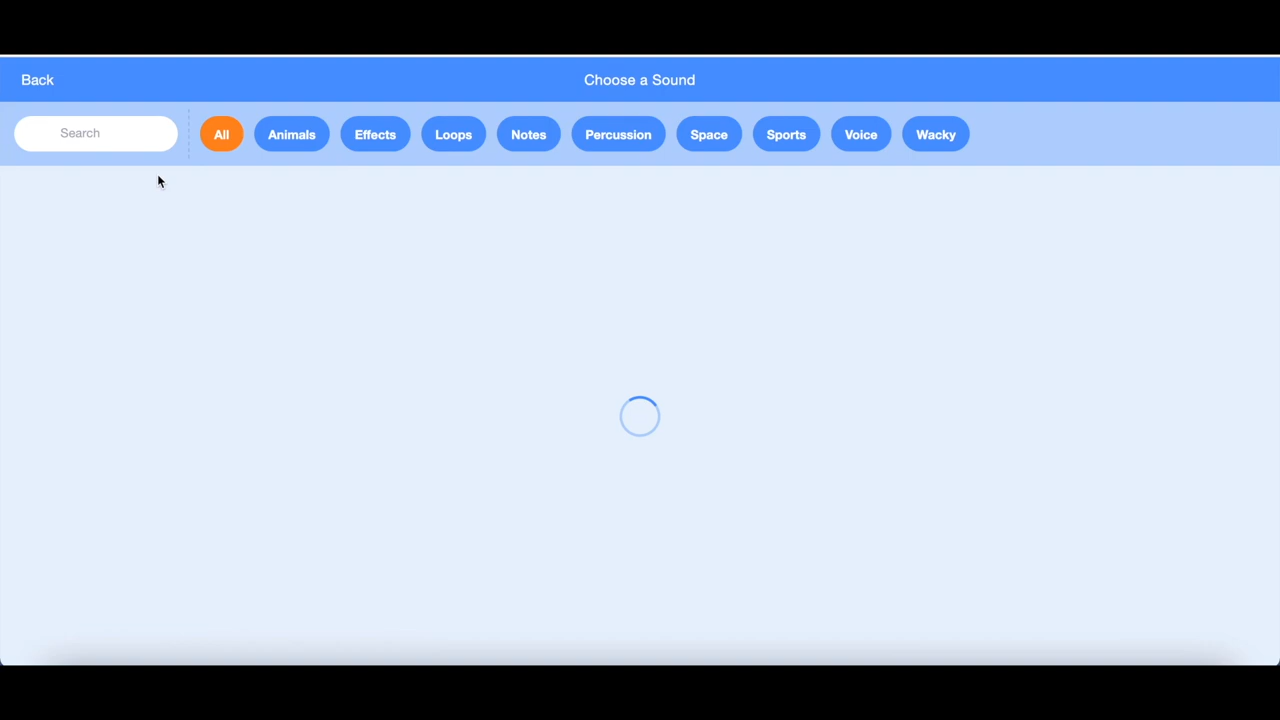 Back
Choose a Sound
Search
All Animals Effects Loops Notes Percussion Space Sports Voice Wacky